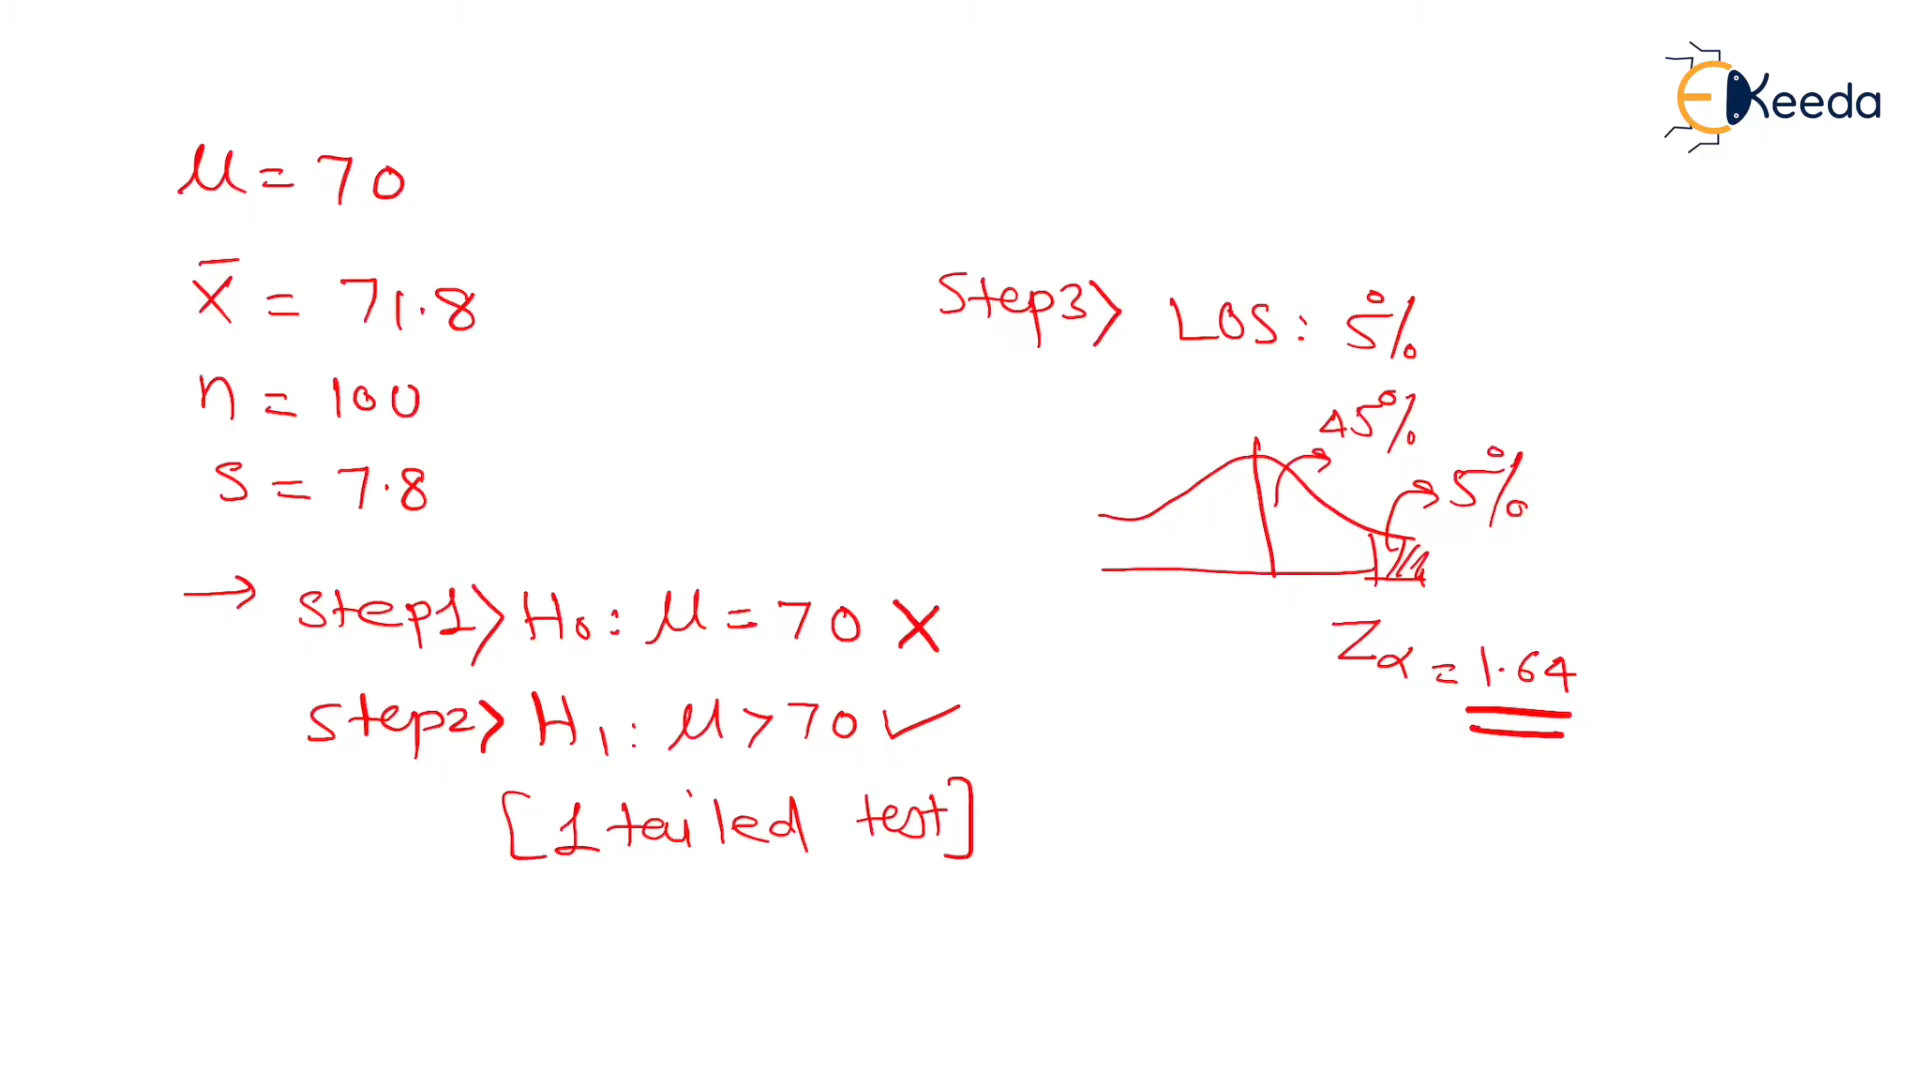 EKeeda
μ = 70
x̄ = 71.8
n = 100
s = 7.8
→ Step1> H₀ : μ = 70 ✗
Step2> H₁ : μ > 70 ✓
[1 tailed test]
Step3> LOS : 5%
45%
5%
Zα = 1.64